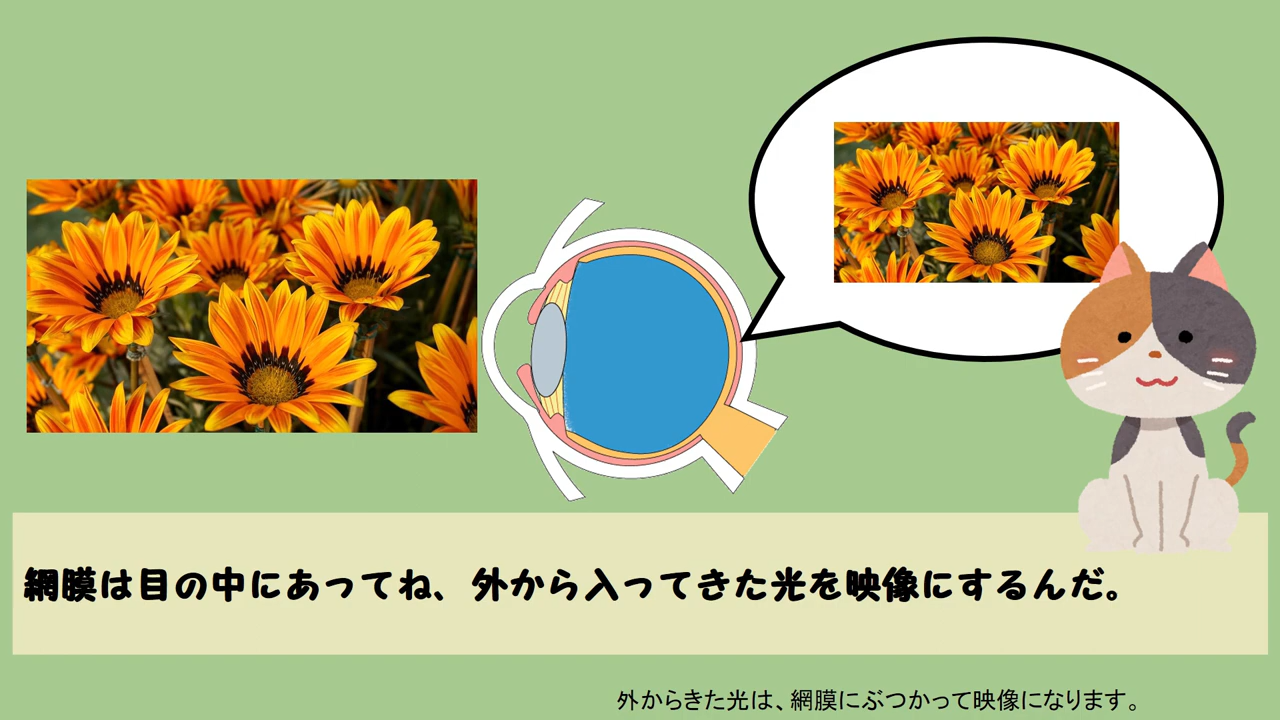 網膜は目の中にあってね、外から入ってきた光を映像にするんだ。
外からきた光は、網膜にぶつかって映像になります。